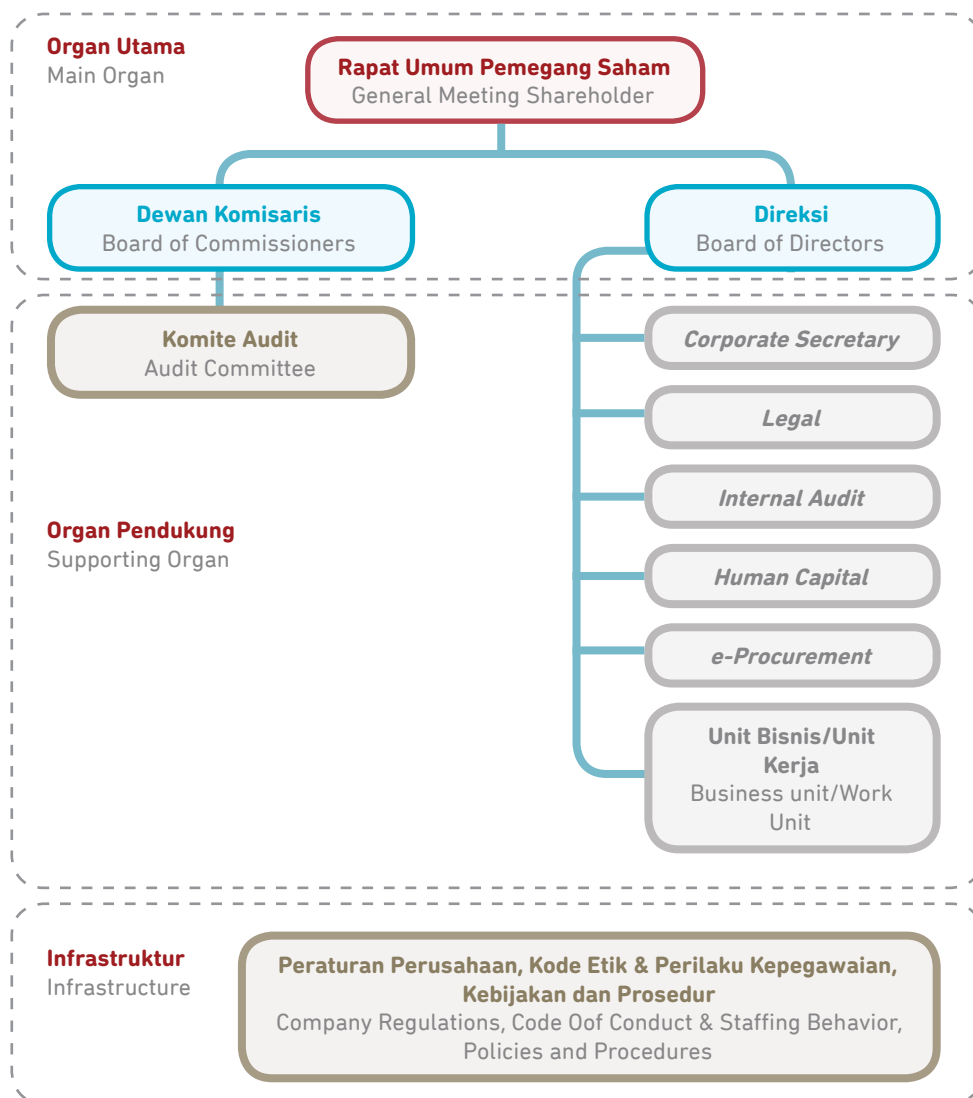 Organ Utama
Main Organ
Rapat Umum Pemegang Saham
General Meeting Shareholder
Dewan Komisaris
Board of Commissioners
Direksi
Board of Directors
Komite Audit
Audit Committee
Corporate Secretary
Legal
Internal Audit
Organ Pendukung
Supporting Organ
Human Capital
e-Procurement
Unit Bisnis/Unit
Kerja
Business unit/Work
Unit
Infrastruktur
Infrastructure
Peraturan Perusahaan, Kode Etik & Perilaku Kepegawaian,
Kebijakan dan Prosedur
Company Regulations, Code Oof Conduct & Staffing Behavior,
Policies and Procedures